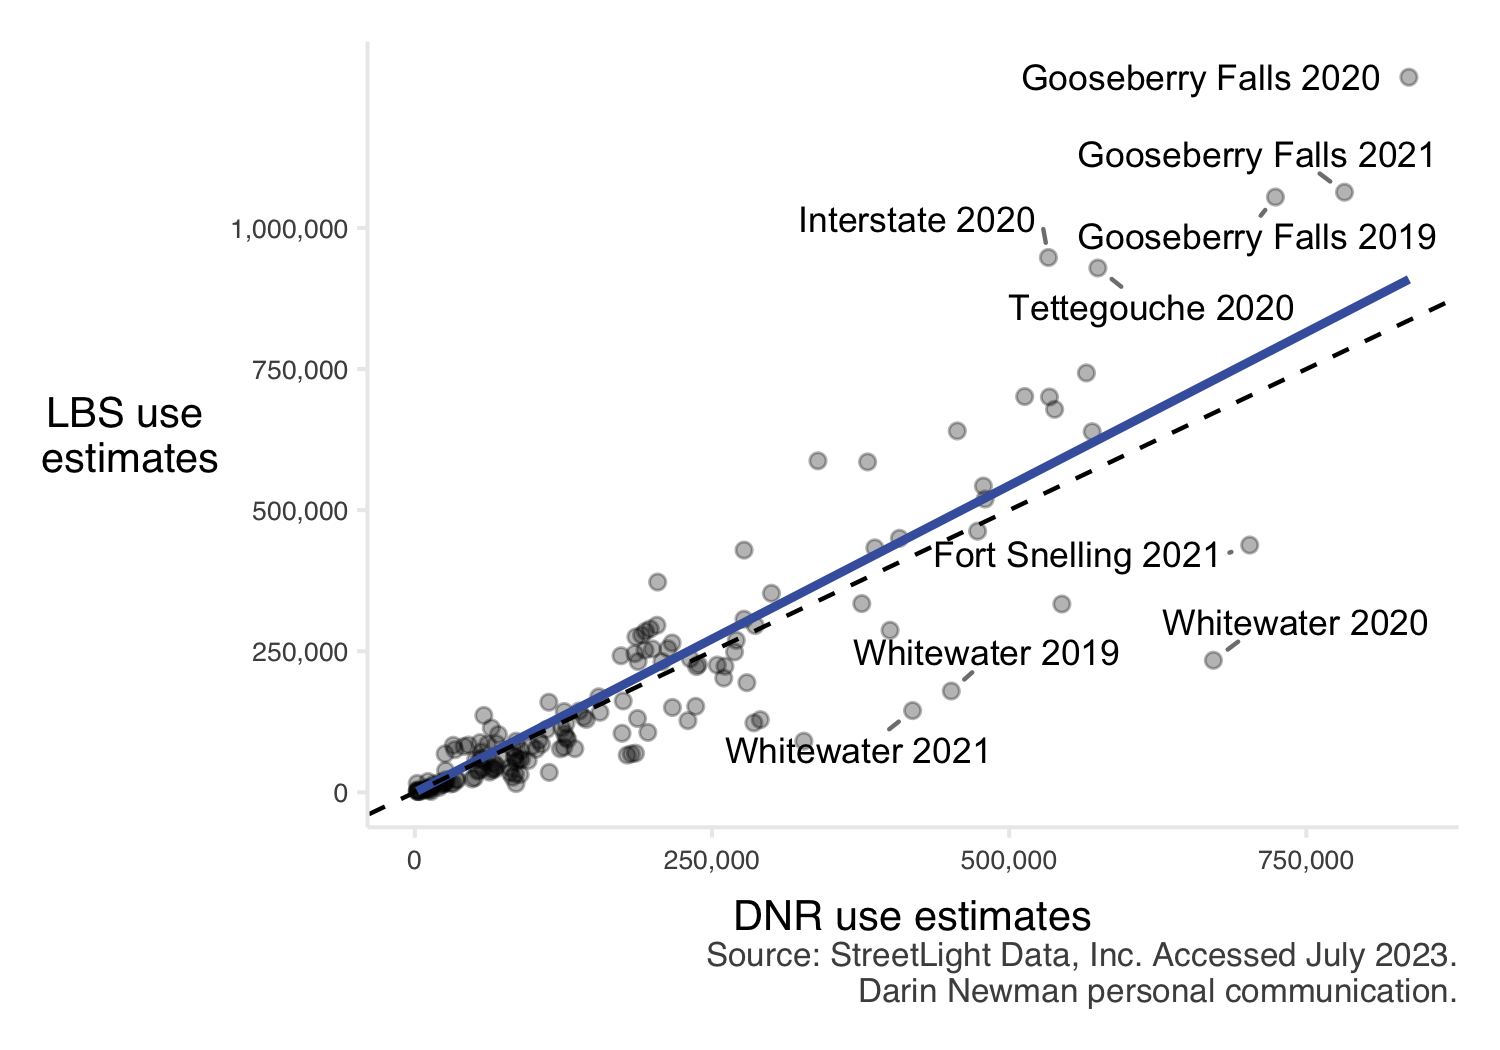 Gooseberry Falls 2020
Gooseberry Falls 2021
Interstate 2020
1,000,000
Gooseberry Falls 2019
Tettegouche 2020
750,000
LBS use
estimates
500,000
Fort Snelling 2021
Whitewater 2020
250,000
Whitewater 2019
Whitewater 2021
0
0
250,000
500,000
750,000
DNR use estimates
Source: StreetLight Data, Inc. Accessed July 2023.
Darin Newman personal communication.